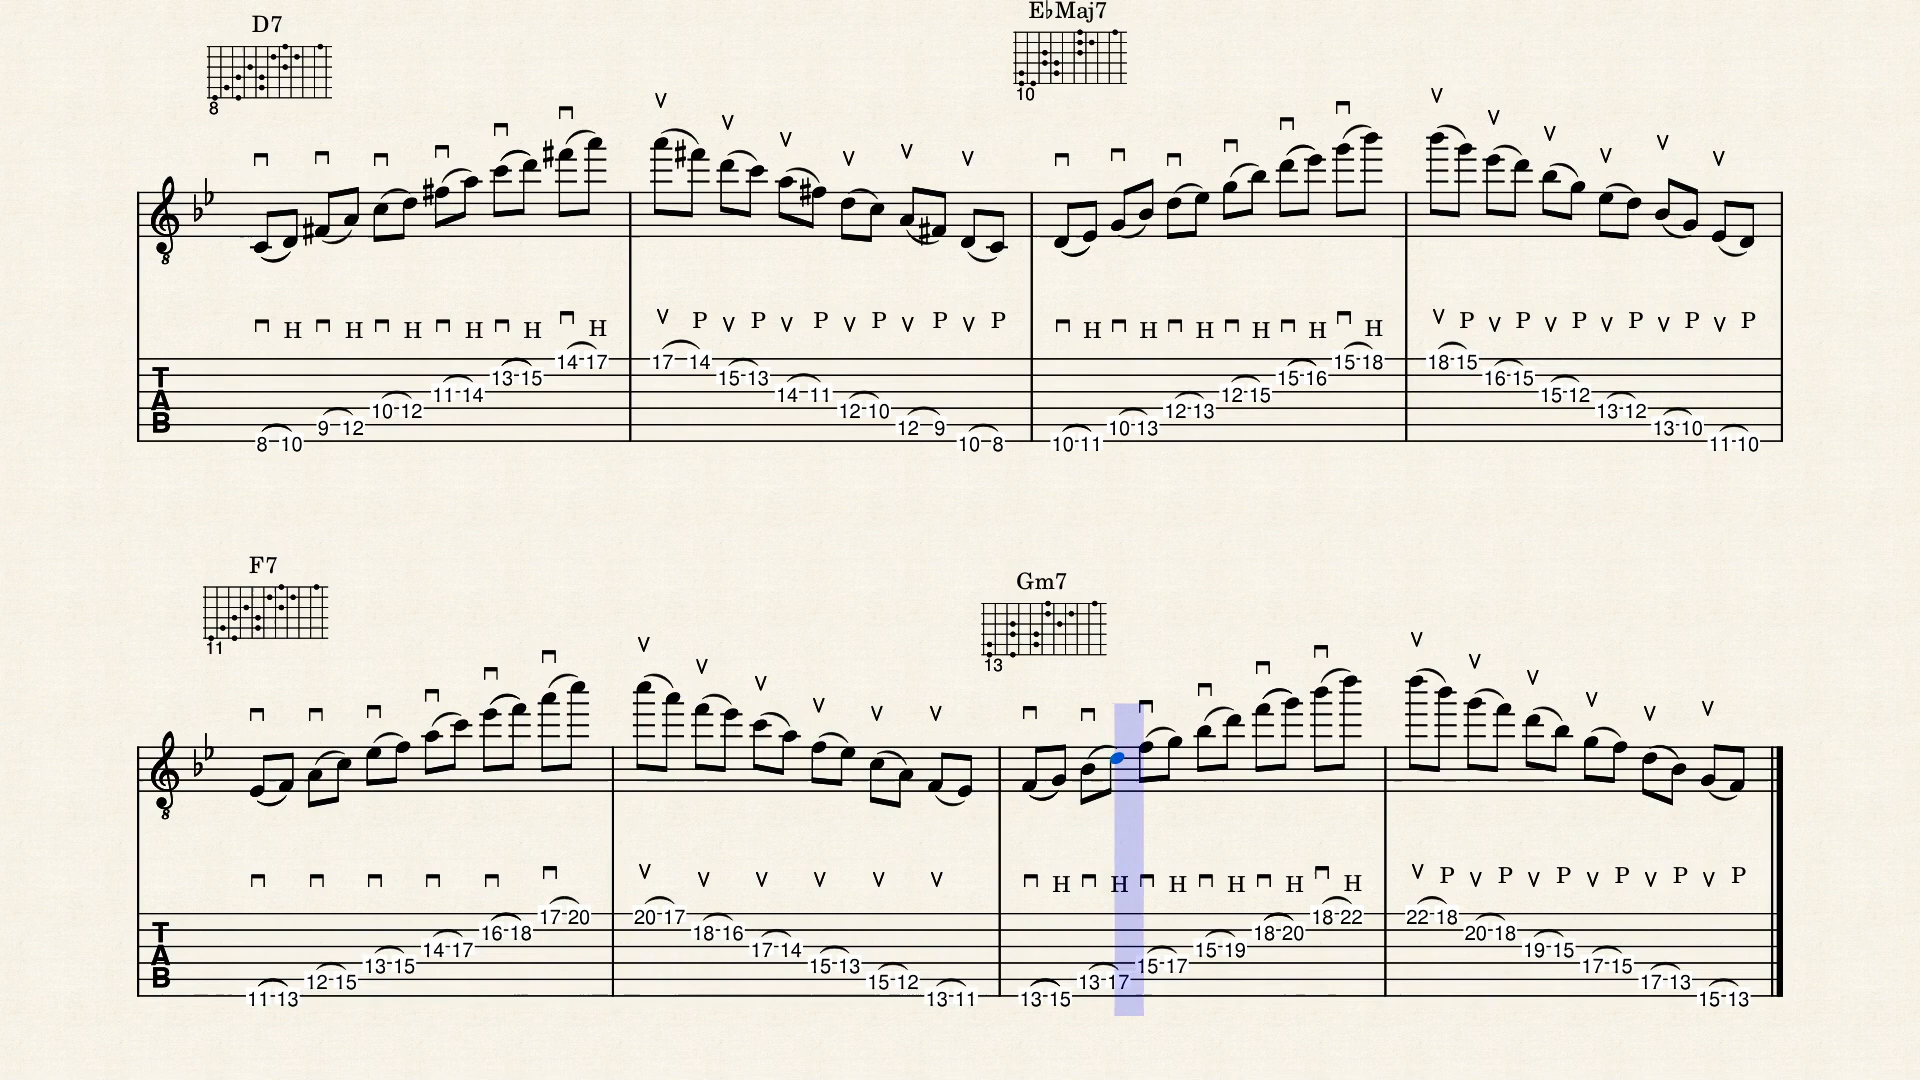 D7 E♭Maj7
8 10
8
H H H H H H P P P P P P H H H H H H P P P P P P
14 17 17 14 15 18 18 15
T 13 15 15 13 15 16 16 15
A 11 14 14 11 12 15 15 12
10 12 12 10 12 13 13 12
B 9 12 12 9 10 13 13 10
8 10 10 8 10 11 11 10
F7 Gm7
11 13
8
H H H H H H P P P P P P
17 20 20 17 18 22 22 18
T 16 18 18 16 18 20 20 18
A 14 17 17 14 15 19 19 15
13 15 15 13 15 17 17 15
B 12 15 15 12 13 17 17 13
11 13 13 11 13 15 15 13